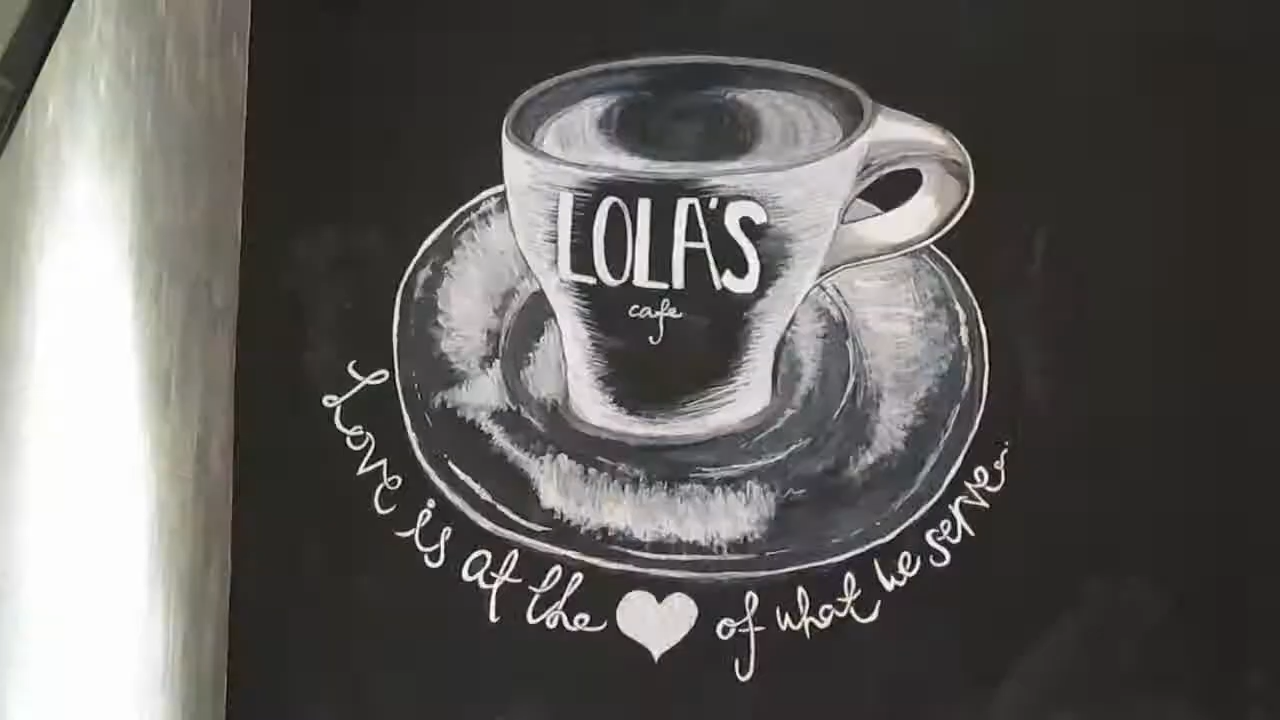 LOLA'S
cafe
Love is at the ♥ of what we serve...